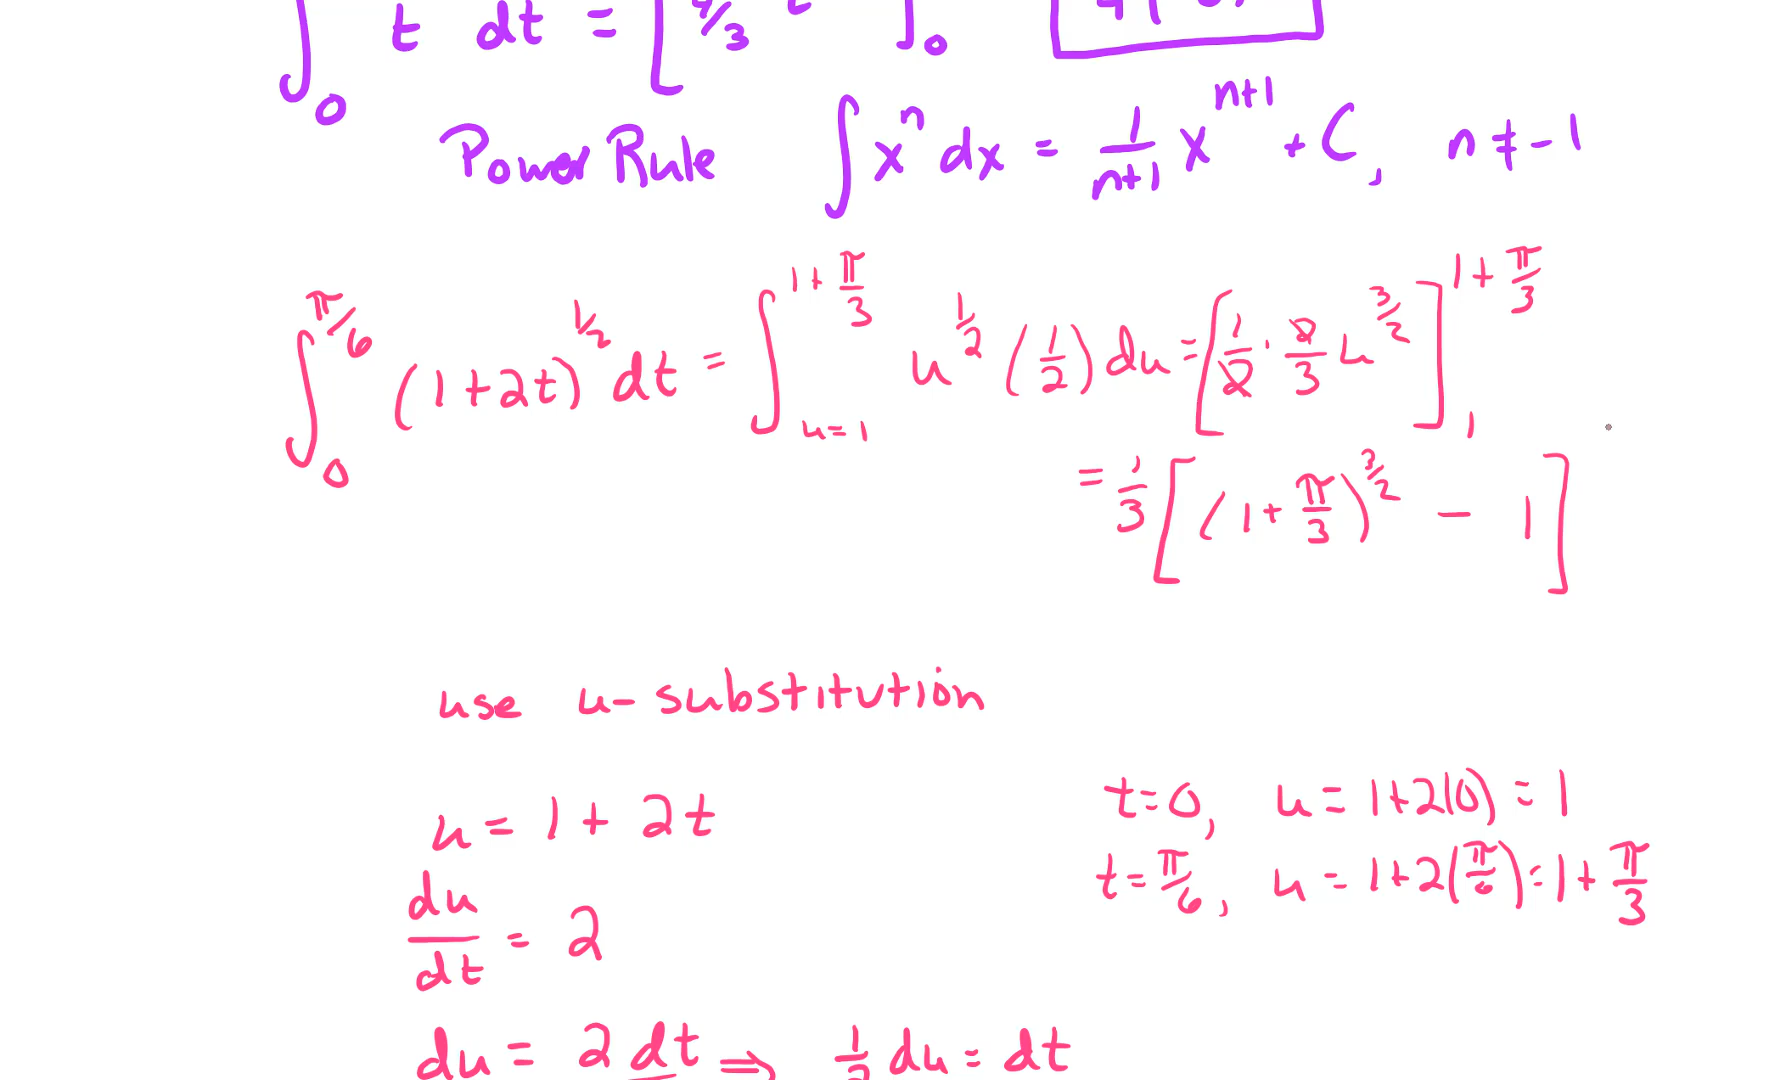 ∫₀ t dt = [ ]₀
Power Rule ∫ xⁿ dx = 1/(n+1) xⁿ⁺¹ + C, n ≠ -1
∫₀^(π/6) (1+2t)^(1/2) dt = ∫_(u=1)^(1+π/3) u^(1/2) (1/2) du = [1/2 · 2/3 u^(3/2)]₁^(1+π/3)
= 1/3 [(1+π/3)^(3/2) - 1]
use u-substitution
u = 1 + 2t
t=0, u = 1+2(0) = 1
t=π/6, u = 1+2(π/6) = 1+π/3
du/dt = 2
du = 2 dt ⇒ 1/2 du = dt